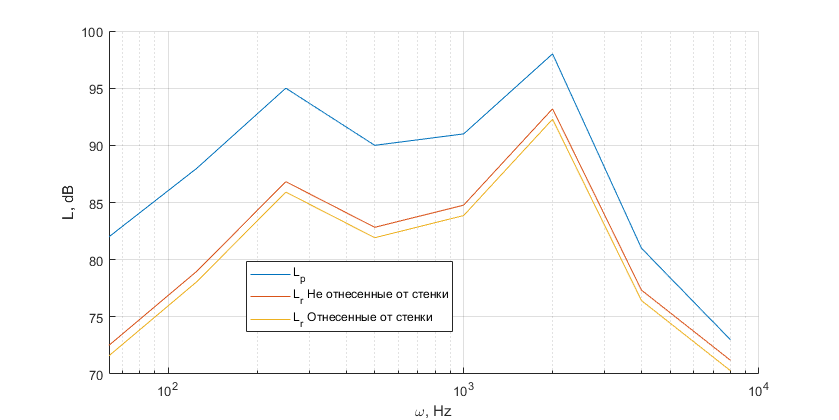 100
95
90
85
80
75
70
L, dB
L_p
L_r Не отнесенные от стенки
L_r Отнесенные от стенки
10^2
10^3
10^4
ω, Hz